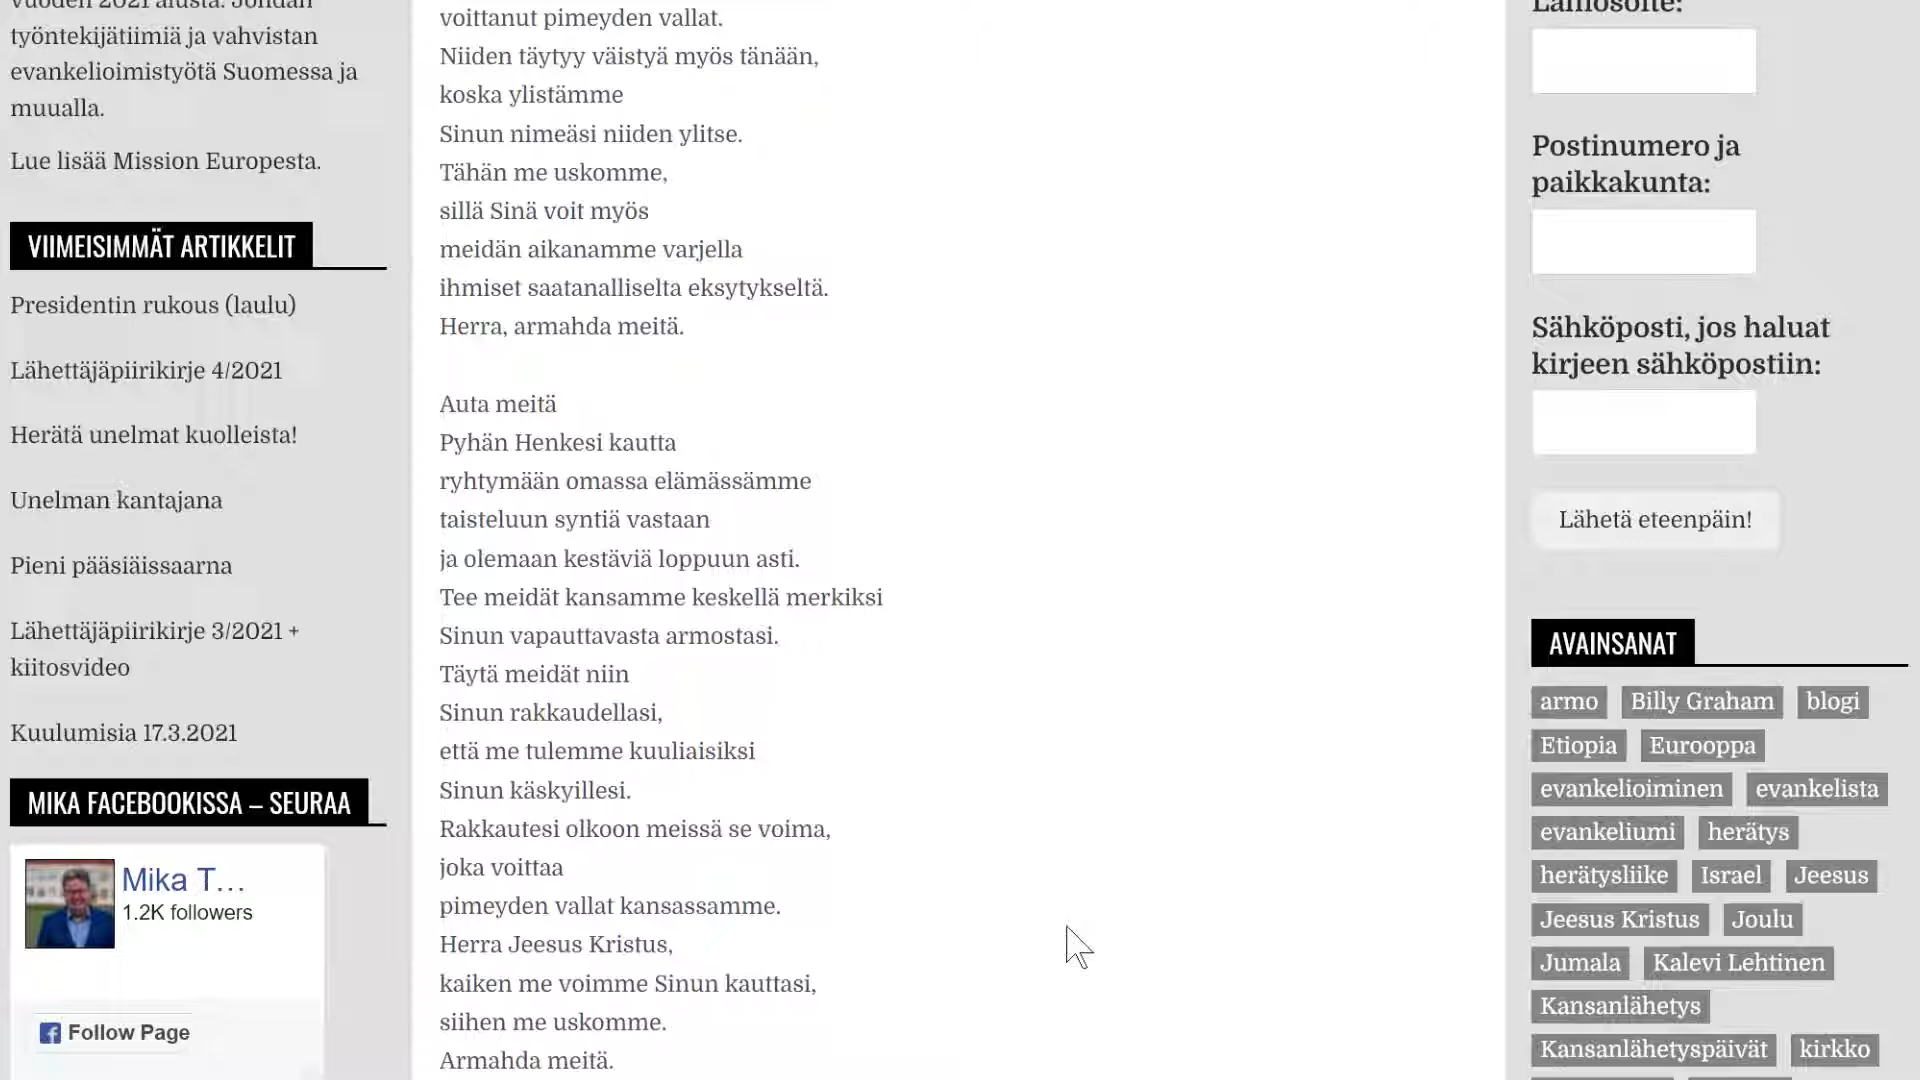 vuoden 2021 alusta. Johdan
työntekijätiimiä ja vahvistan
evankelioimistyötä Suomessa ja
muualla.
Lue lisää Mission Europesta.
VIIMEISIMMÄT ARTIKKELIT
Presidentin rukous (laulu)
Lähettäjäpiirikirje 4/2021
Herätä unelmat kuolleista!
Unelman kantajana
Pieni pääsiäissaarna
Lähettäjäpiirikirje 3/2021 +
kiitosvideo
Kuulumisia 17.3.2021
MIKA FACEBOOKISSA – SEURAA
Mika T...
1.2K followers
Follow Page
voittanut pimeyden vallat.
Niiden täytyy väistyä myös tänään,
koska ylistämme
Sinun nimeäsi niiden ylitse.
Tähän me uskomme,
sillä Sinä voit myös
meidän aikanamme varjella
ihmiset saatanalliselta eksytykseltä.
Herra, armahda meitä.
Auta meitä
Pyhän Henkesi kautta
ryhtymään omassa elämässämme
taisteluun syntiä vastaan
ja olemaan kestäviä loppuun asti.
Tee meidät kansamme keskellä merkiksi
Sinun vapauttavasta armostasi.
Täytä meidät niin
Sinun rakkaudellasi,
että me tulemme kuuliaisiksi
Sinun käskyillesi.
Rakkautesi olkoon meissä se voima,
joka voittaa
pimeyden vallat kansassamme.
Herra Jeesus Kristus,
kaiken me voimme Sinun kauttasi,
siihen me uskomme.
Armahda meitä.
Lähiosoite:
Postinumero ja
paikkakunta:
Sähköposti, jos haluat
kirjeen sähköpostiin:
Lähetä eteenpäin!
AVAINSANAT
armo Billy Graham blogi
Etiopia Eurooppa
evankelioiminen evankelista
evankeliumi herätys
herätysliike Israel Jeesus
Jeesus Kristus Joulu
Jumala Kalevi Lehtinen
Kansanlähetys
Kansanlähetyspäivät kirkko